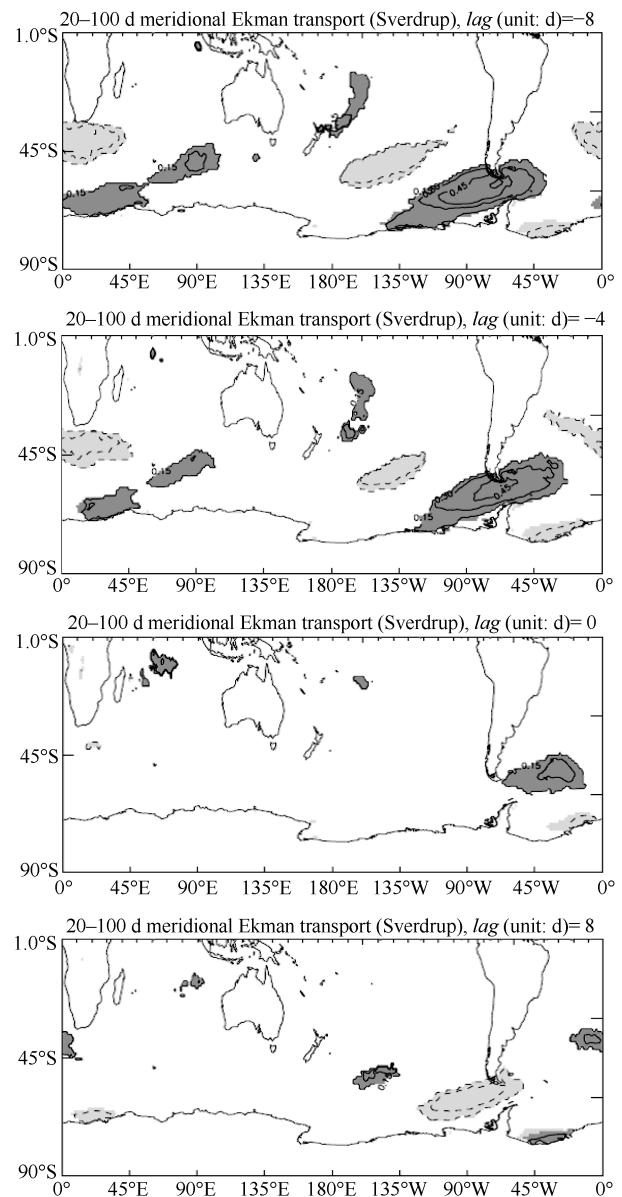 20–100 d meridional Ekman transport (Sverdrup), lag (unit: d)=−8
1.0°S
45°S
90°S
0.15
0.15
0.45
0° 45°E 90°E 135°E 180°E 135°W 90°W 45°W 0°
20–100 d meridional Ekman transport (Sverdrup), lag (unit: d)= −4
1.0°S
45°S
90°S
0.15
0.15
0.30
0.45
0.15
0° 45°E 90°E 135°E 180°E 135°W 90°W 45°W 0°
20–100 d meridional Ekman transport (Sverdrup), lag (unit: d)= 0
1.0°S
45°S
90°S
0
0.15
0° 45°E 90°E 135°E 180°E 135°W 90°W 45°W 0°
20–100 d meridional Ekman transport (Sverdrup), lag (unit: d)= 8
1.0°S
45°S
90°S
0° 45°E 90°E 135°E 180°E 135°W 90°W 45°W 0°